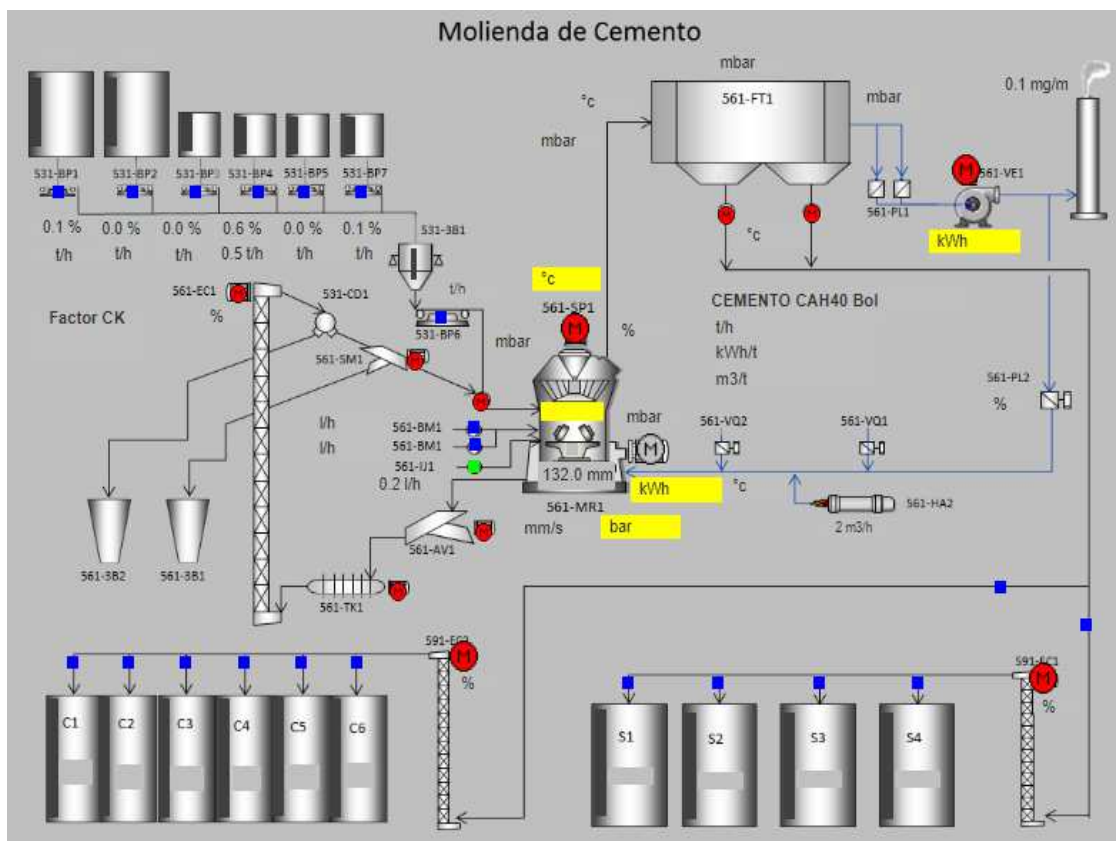 Molienda de Cemento
mbar
0.1 mg/m
°c
561-FT1
mbar
mbar
531-BP1 531-BP2 531-BP3 531-BP4 531-BP5 531-BP7
M 561-VE1
561-PL1
0.1 % 0.0 % 0.0 % 0.6 % 0.0 % 0.1 %
t/h t/h t/h 0.5 t/h t/h t/h
531-3B1
M M
°c
kWh
°c
561-EC1 M
t/h
561-SP1
CEMENTO CAH40 Bol
Factor CK
%
531-CD1
531-BP6
M
%
t/h
mbar
kWh/t
561-SM1 M
m3/t
561-PL2
%
M
mbar
l/h
561-BM1
561-VQ2
561-VQ1
l/h
561-BM1
M
561-IJ1
132.0 mm
0.2 l/h
kWh
°c
561-MR1
561-HA2
mm/s
bar
2 m3/h
M
561-AV1
561-3B2
561-3B1
M
561-TK1
M
M
%
%
C1 C2 C3 C4 C5 C6
S1 S2 S3 S4